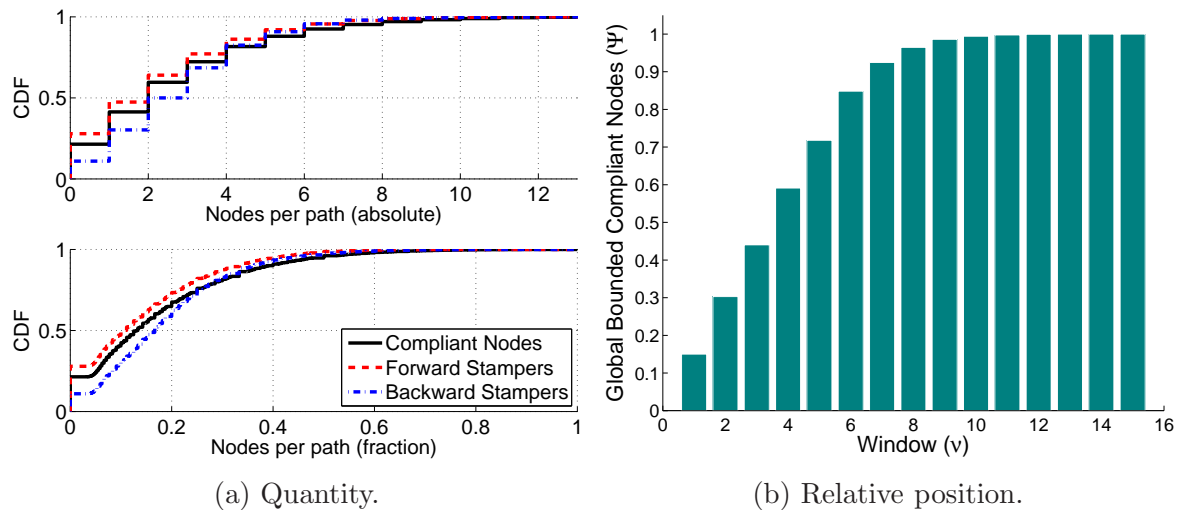 1
0.5
0
CDF
0 2 4 6 8 10 12
Nodes per path (absolute)
1
0.5
0
CDF
0 0.2 0.4 0.6 0.8 1
Nodes per path (fraction)
Compliant Nodes
Forward Stampers
Backward Stampers
(a) Quantity.
Global Bounded Compliant Nodes (Ψ)
1
0.9
0.8
0.7
0.6
0.5
0.4
0.3
0.2
0.1
0
0 2 4 6 8 10 12 14 16
Window (ν)
(b) Relative position.